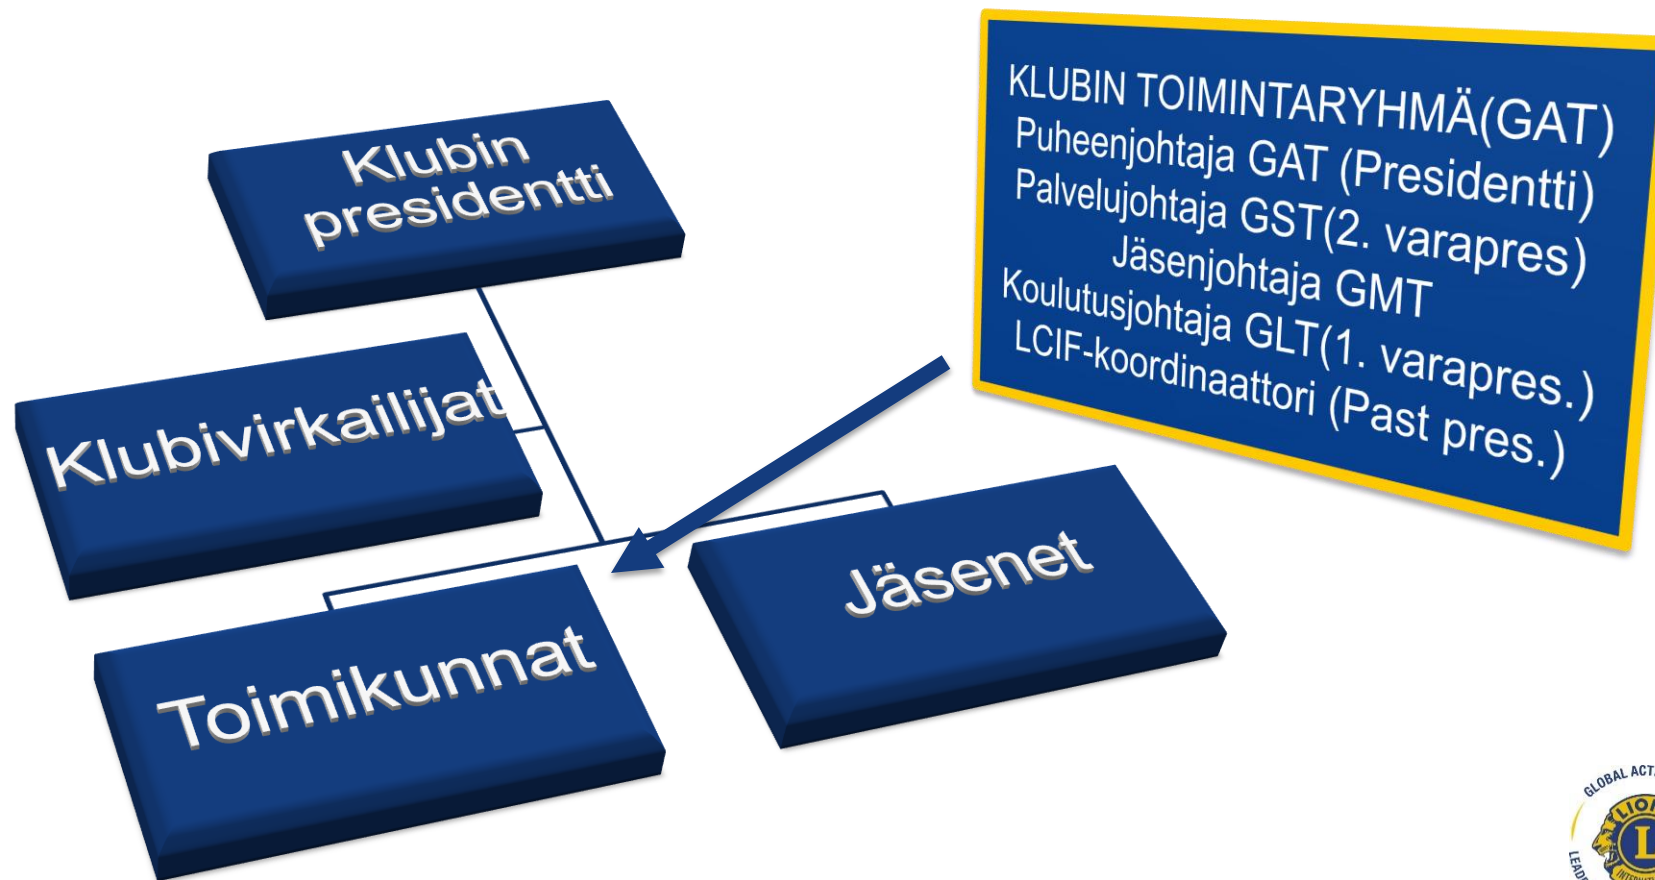 Klubin
presidentti
Klubivirkailijat
Toimikunnat
Jäsenet
KLUBIN TOIMINTARYHMÄ(GAT)
Puheenjohtaja GAT (Presidentti)
Palvelujohtaja GST(2. varapres)
Jäsenjohtaja GMT
Koulutusjohtaja GLT(1. varapres.)
LCIF-koordinaattori (Past pres.)
GLOBAL
L